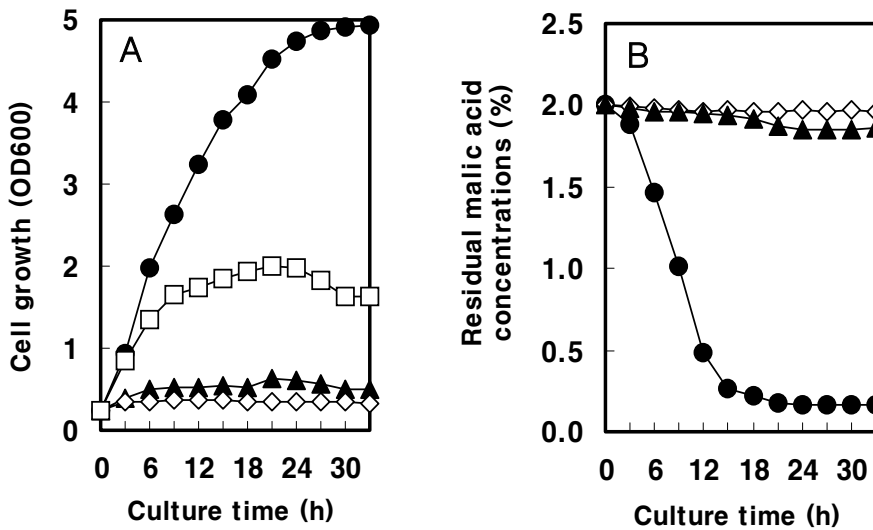 A
Cell growth (OD600)
5
4
3
2
1
0
0 6 12 18 24 30
Culture time (h)
B
Residual malic acid
concentrations (%)
2.5
2.0
1.5
1.0
0.5
0.0
0 6 12 18 24 30
Culture time (h)